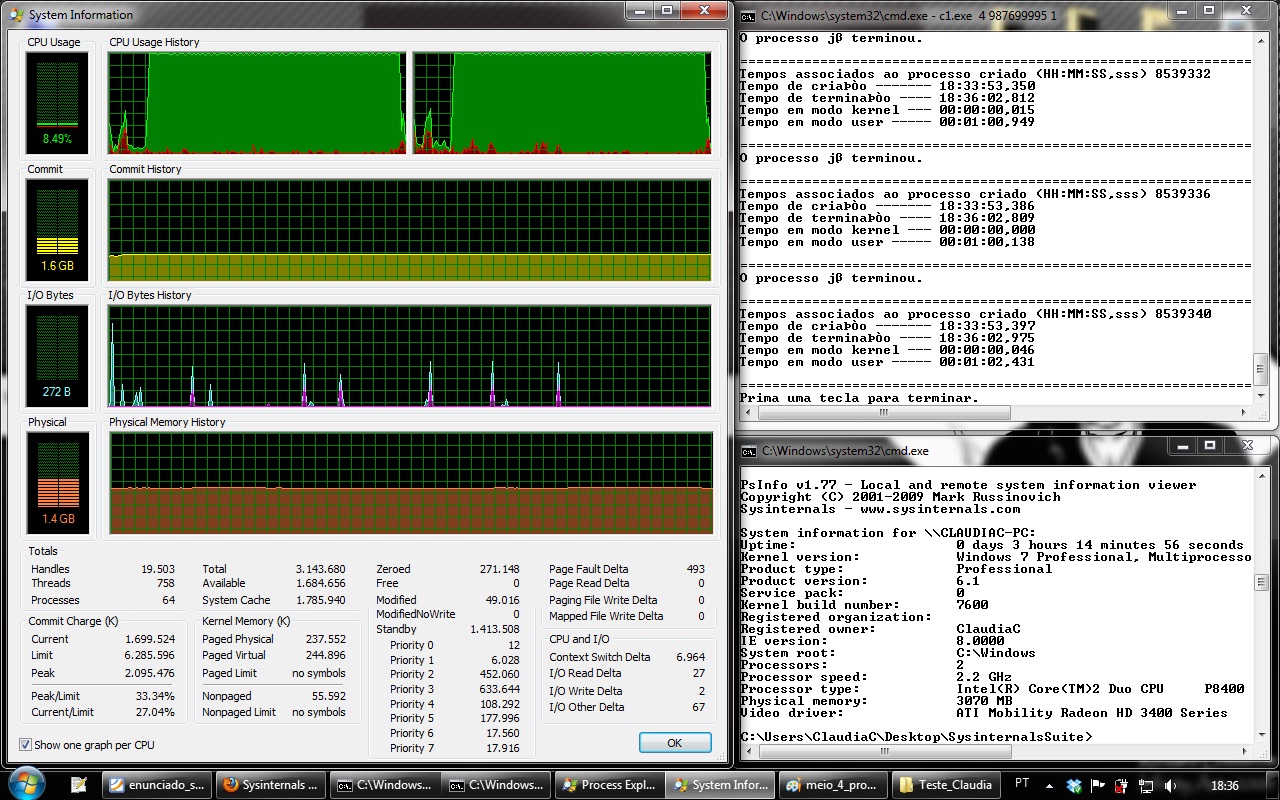 System Information
CPU Usage
CPU Usage History
8.49%
Commit
Commit History
1.6 GB
I/O Bytes
I/O Bytes History
272 B
Physical
Physical Memory History
1.4 GB
Totals
Handles 19.503
Threads 758
Processes 64
Commit Charge (K)
Current 1.699.524
Limit 6.285.596
Peak 2.095.476
Peak/Limit 33.34%
Current/Limit 27.04%
Total 3.143.680
Available 1.684.656
System Cache 1.785.940
Kernel Memory (K)
Paged Physical 237.552
Paged Virtual 244.896
Paged Limit no symbols
Nonpaged 55.592
Nonpaged Limit no symbols
Zeroed 271.148
Free 0
Modified 49.016
ModifiedNoWrite 0
Standby 1.413.508
Priority 0 12
Priority 1 6.028
Priority 2 452.060
Priority 3 633.644
Priority 4 108.292
Priority 5 177.996
Priority 6 17.560
Priority 7 17.916
Page Fault Delta 493
Page Read Delta 0
Paging File Write Delta 0
Mapped File Write Delta 0
CPU and I/O
Context Switch Delta 6.964
I/O Read Delta 27
I/O Write Delta 2
I/O Other Delta 67
Show one graph per CPU
OK
C:\Windows\system32\cmd.exe - c1.exe 4 987699995 1
O processo jß terminou.
===================================================
Tempos associados ao processo criado (HH:MM:SS,sss) 8539332
Tempo de criaÞòo ------- 18:33:53,350
Tempo de terminaÞòo ---- 18:36:02,812
Tempo em modo kernel --- 00:00:00,015
Tempo em modo user ----- 00:01:00,949
O processo jß terminou.
===================================================
Tempos associados ao processo criado (HH:MM:SS,sss) 8539336
Tempo de criaÞòo ------- 18:33:53,386
Tempo de terminaÞòo ---- 18:36:02,809
Tempo em modo kernel --- 00:00:00,000
Tempo em modo user ----- 00:01:00,138
O processo jß terminou.
===================================================
Tempos associados ao processo criado (HH:MM:SS,sss) 8539340
Tempo de criaÞòo ------- 18:33:53,397
Tempo de terminaÞòo ---- 18:36:02,975
Tempo em modo kernel --- 00:00:00,046
Tempo em modo user ----- 00:01:02,431
===================================================
Prima uma tecla para terminar.
C:\Windows\system32\cmd.exe
PsInfo v1.77 - Local and remote system information viewer
Copyright (C) 2001-2009 Mark Russinovich
Sysinternals - www.sysinternals.com
System information for \\CLAUDIAC-PC:
Uptime: 0 days 3 hours 14 minutes 56 seconds
Kernel version: Windows 7 Professional, Multiprocesso
Product type: Professional
Product version: 6.1
Service pack: 0
Kernel build number: 7600
Registered organization:
Registered owner: ClaudiaC
IE version: 8.0000
System root: C:\Windows
Processors: 2
Processor speed: 2.2 GHz
Processor type: Intel(R) Core(TM)2 Duo CPU P8400
Physical memory: 3070 MB
Video driver: ATI Mobility Radeon HD 3400 Series
C:\Users\ClaudiaC\Desktop\SysinternalsSuite>
enunciado_s...
Sysinternals ...
C:\Windows...
C:\Windows...
Process Expl...
System Infor...
meio_4_pro...
Teste_Claudia
PT
18:36